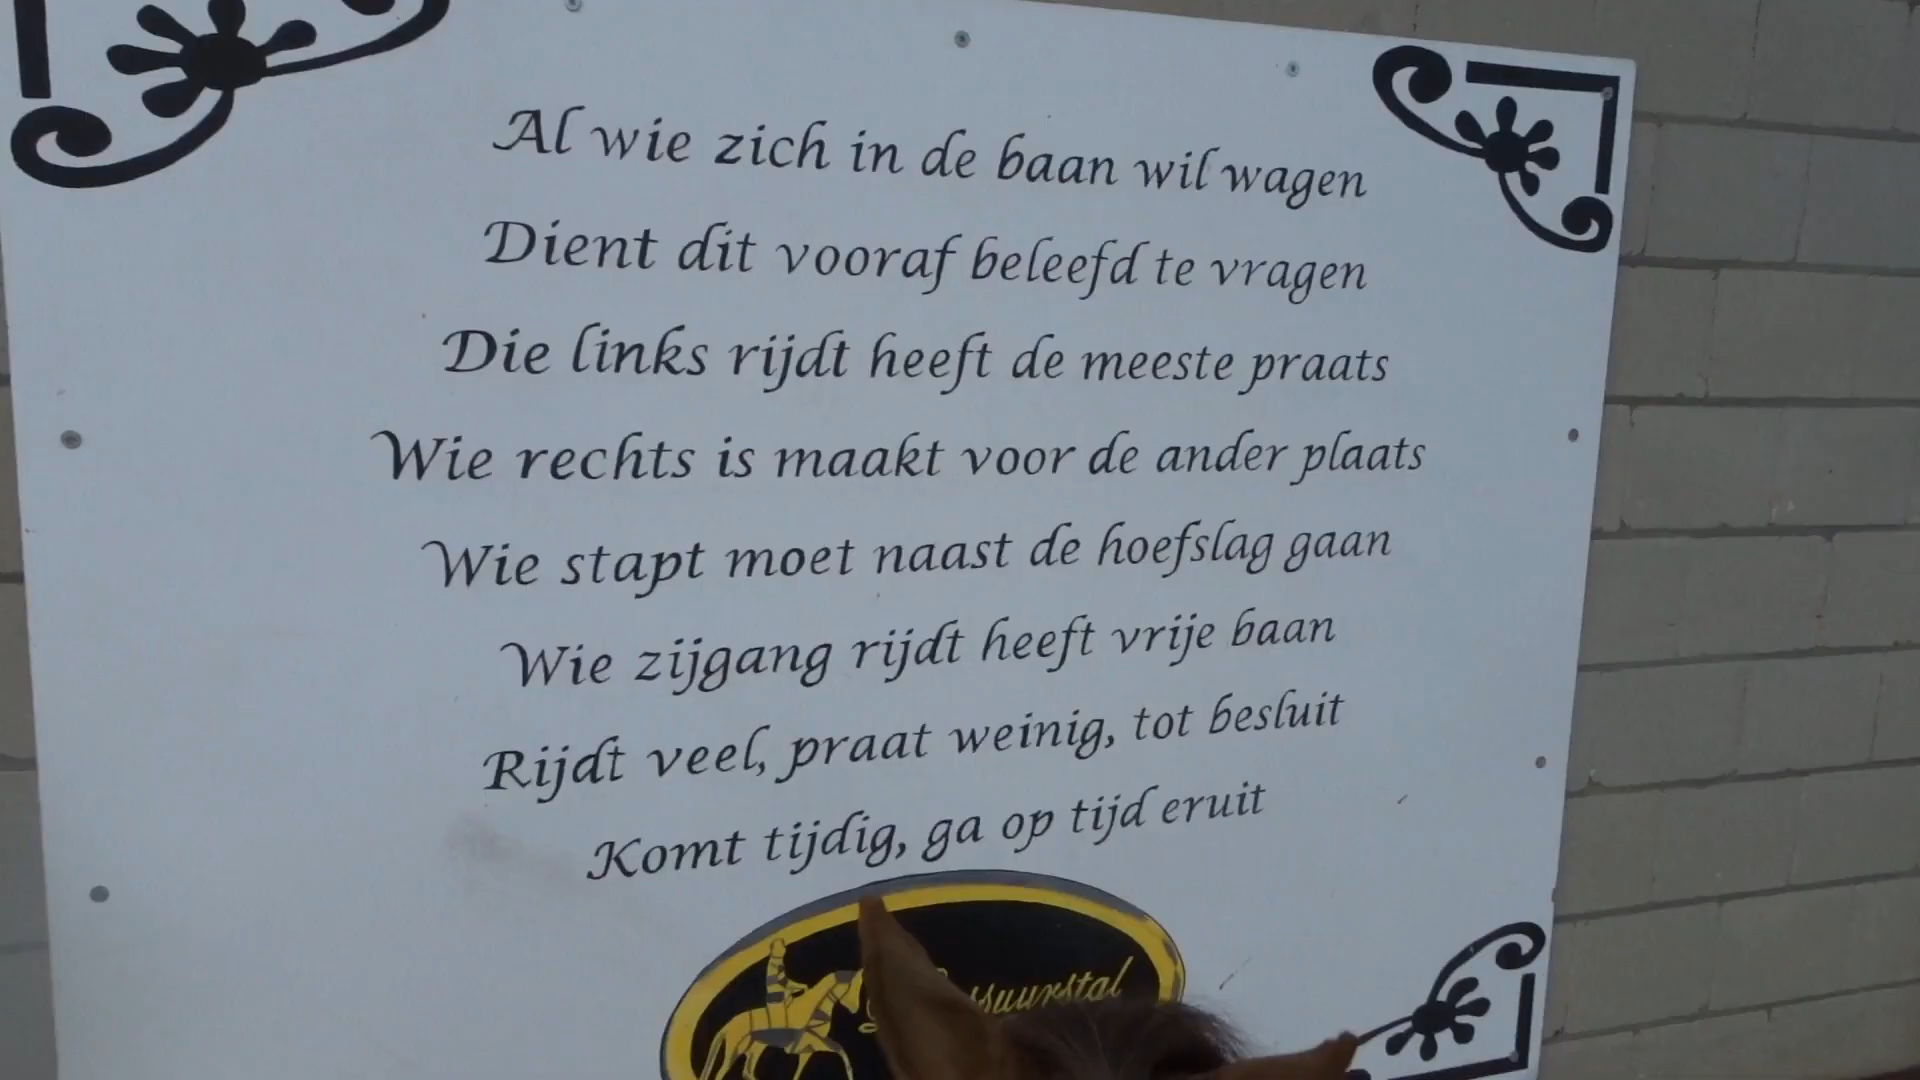 Al wie zich in de baan wil wagen
Dient dit vooraf beleefd te vragen
Die links rijdt heeft de meeste praats
Wie rechts is maakt voor de ander plaats
Wie stapt moet naast de hoefslag gaan
Wie zijgang rijdt heeft vrije baan
Rijdt veel, praat weinig, tot besluit
Komt tijdig, ga op tijd eruit